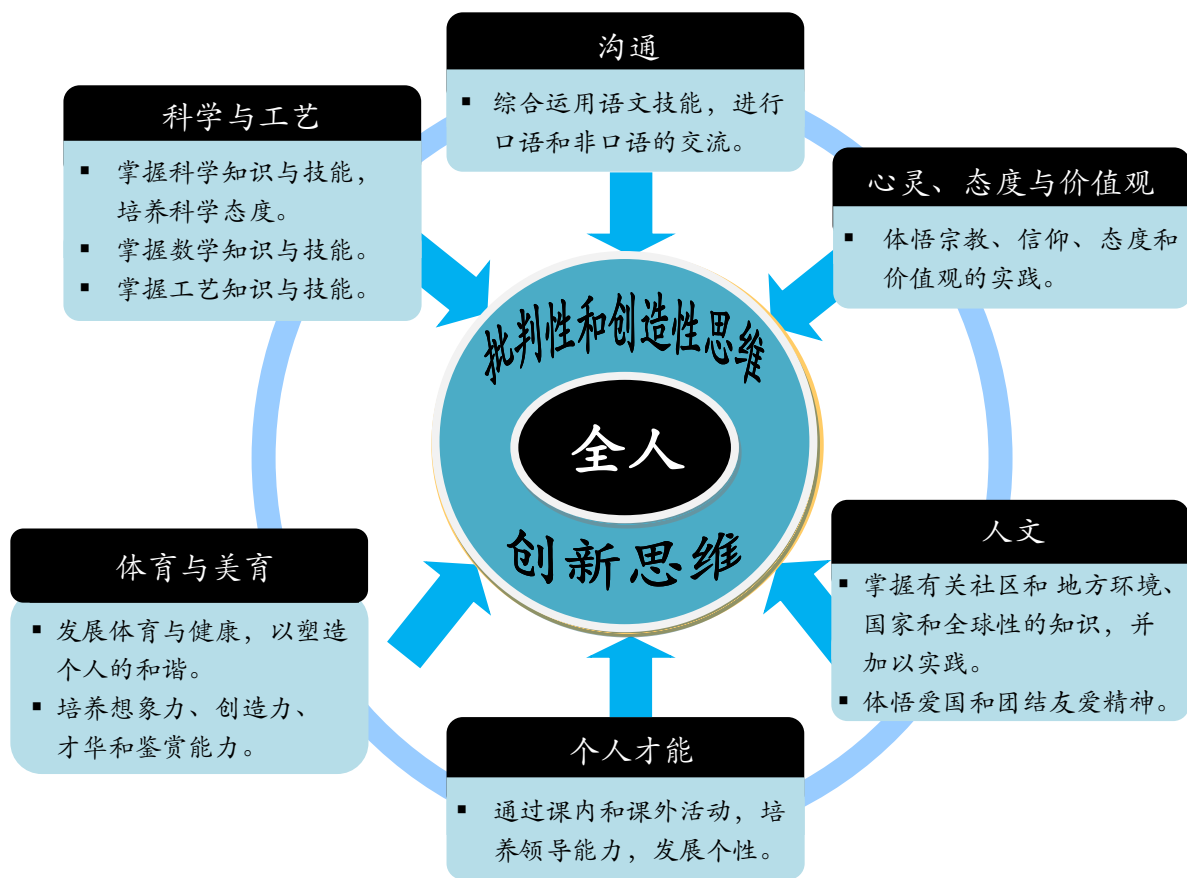 沟通
▪ 综合运用语文技能，进行
口语和非口语的交流。
科学与工艺
▪ 掌握科学知识与技能，
培养科学态度。
▪ 掌握数学知识与技能。
▪ 掌握工艺知识与技能。
心灵、态度与价值观
▪ 体悟宗教、信仰、态度和
价值观的实践。
批判性和创造性思维
全人
创新思维
体育与美育
▪ 发展体育与健康，以塑造
个人的和谐。
▪ 培养想象力、创造力、
才华和鉴赏能力。
人文
▪ 掌握有关社区和 地方环境、
国家和全球性的知识，并
加以实践。
▪ 体悟爱国和团结友爱精神。
个人才能
▪ 通过课内和课外活动，培
养领导能力，发展个性。